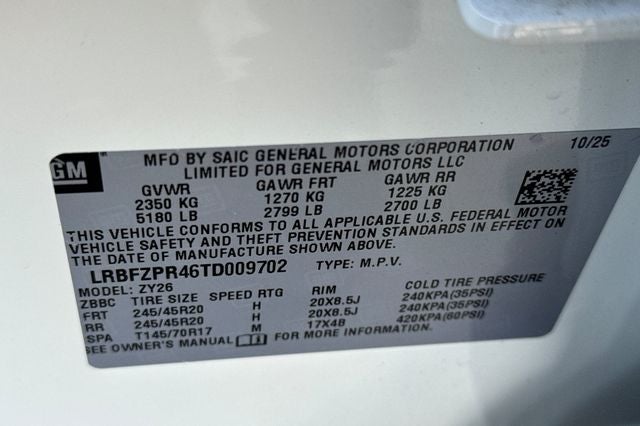 GM
MFD BY SAIC GENERAL MOTORS CORPORATION 10/25
LIMITED FOR GENERAL MOTORS LLC
GVWR GAWR FRT GAWR RR
2350 KG 1270 KG 1225 KG
5180 LB 2799 LB 2700 LB
THIS VEHICLE CONFORMS TO ALL APPLICABLE U.S. FEDERAL MOTOR
VEHICLE SAFETY AND THEFT PREVENTION STANDARDS IN EFFECT ON
THE DATE OF MANUFACTURE SHOWN ABOVE.
LRBFZPR46TD009702 TYPE: M.P.V.
MODEL: ZY26
ZBBC TIRE SIZE SPEED RTG RIM COLD TIRE PRESSURE
FRT 245/45R20 H 20X8.5J 240KPA(35PSI)
RR 245/45R20 H 20X8.5J 240KPA(35PSI)
SPA T145/70R17 M 17X4B 420KPA(60PSI)
SEE OWNER'S MANUAL FOR MORE INFORMATION.